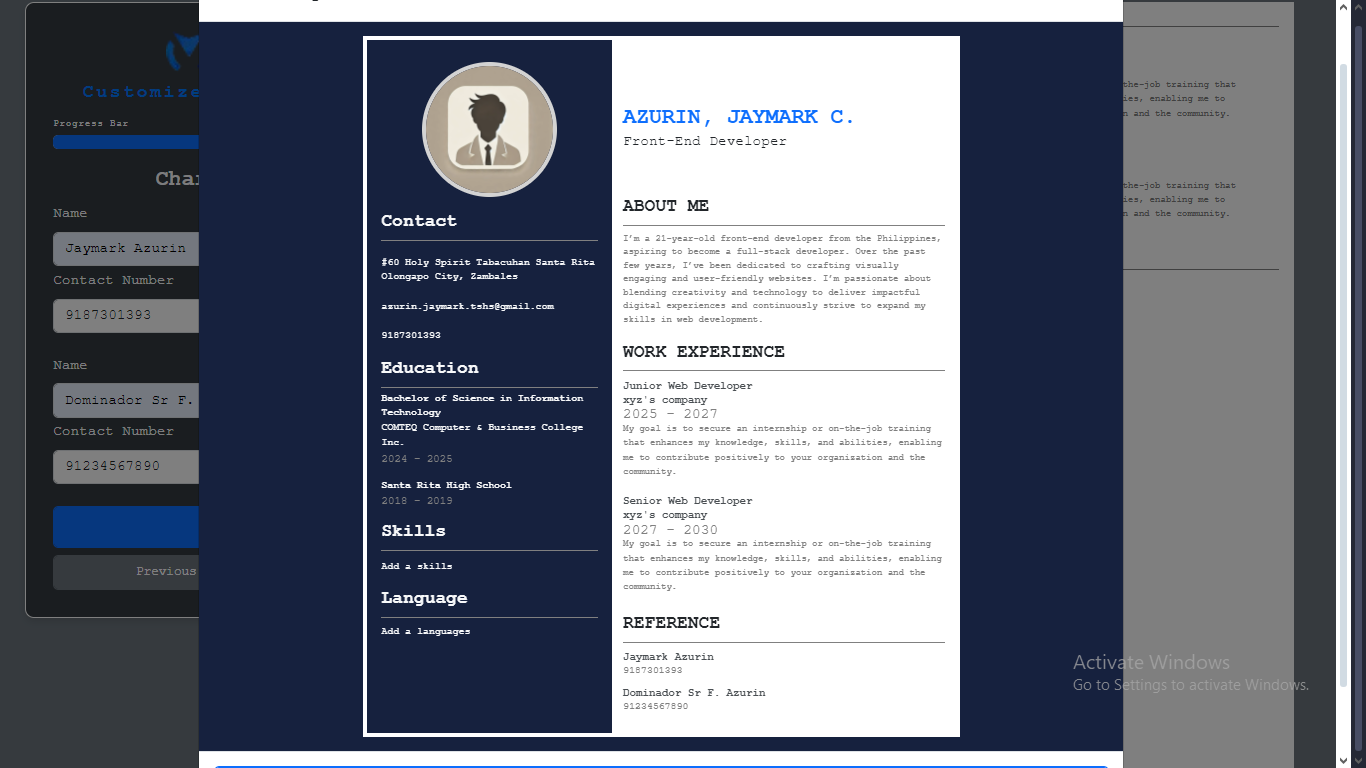 Customize
Progress Bar
Name
Jaymark Azurin
Contact Number
9187301393
Name
Dominador Sr F.
Contact Number
91234567890
Previous
Contact
#60 Holy Spirit Tabacuhan Santa Rita
Olongapo City, Zambales
azurin.jaymark.tshs@gmail.com
9187301393
Education
Bachelor of Science in Information
Technology
COMTEQ Computer & Business College
Inc.
2024 - 2025
Santa Rita High School
2018 - 2019
Skills
Add a skills
Language
Add a languages
AZURIN, JAYMARK C.
Front-End Developer
ABOUT ME
I’m a 21-year-old front-end developer from the Philippines,
aspiring to become a full-stack developer. Over the past
few years, I’ve been dedicated to crafting visually
engaging and user-friendly websites. I’m passionate about
blending creativity and technology to deliver impactful
digital experiences and continuously strive to expand my
skills in web development.
WORK EXPERIENCE
Junior Web Developer
xyz's company
2025 - 2027
My goal is to secure an internship or on-the-job training
that enhances my knowledge, skills, and abilities, enabling
me to contribute positively to your organization and the
community.
Senior Web Developer
xyz's company
2027 - 2030
My goal is to secure an internship or on-the-job training
that enhances my knowledge, skills, and abilities, enabling
me to contribute positively to your organization and the
community.
REFERENCE
Jaymark Azurin
9187301393
Dominador Sr F. Azurin
91234567890
the-job training that
ies, enabling me to
n and the community.
the-job training that
ies, enabling me to
n and the community.
Activate Windows
Go to Settings to activate Windows.